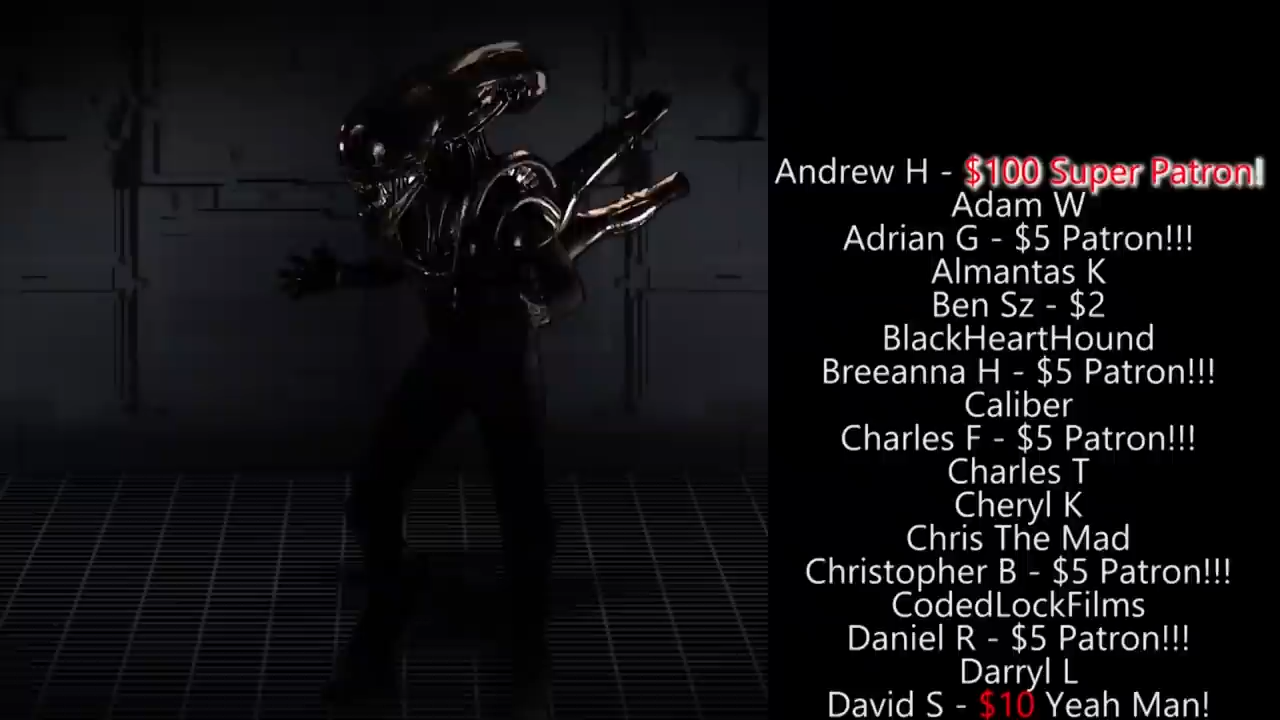 Andrew H - $100 Super Patron!
Adam W
Adrian G - $5 Patron!!!
Almantas K
Ben Sz - $2
BlackHeartHound
Breeanna H - $5 Patron!!!
Caliber
Charles F - $5 Patron!!!
Charles T
Cheryl K
Chris The Mad
Christopher B - $5 Patron!!!
CodedLockFilms
Daniel R - $5 Patron!!!
Darryl L
David S - $10 Yeah Man!